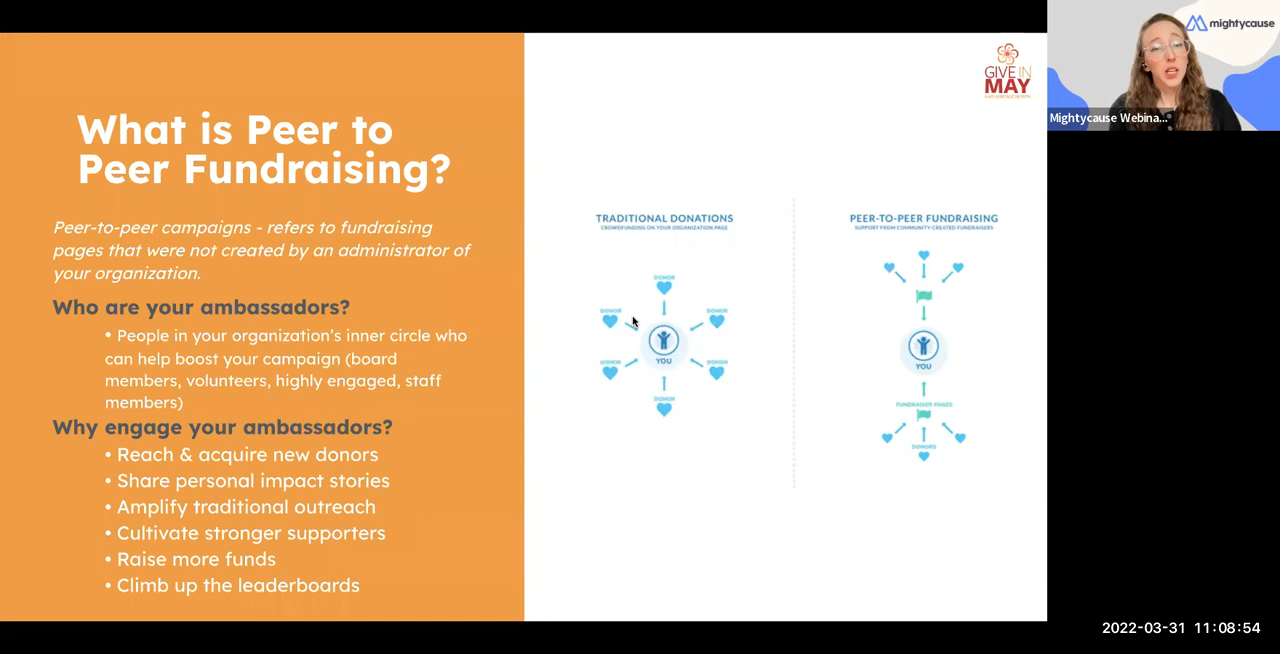 What is Peer to
Peer Fundraising?
Peer-to-peer campaigns - refers to fundraising
pages that were not created by an administrator of
your organization.
Who are your ambassadors?
• People in your organization's inner circle who
can help boost your campaign (board
members, volunteers, highly engaged, staff
members)
Why engage your ambassadors?
• Reach & acquire new donors
• Share personal impact stories
• Amplify traditional outreach
• Cultivate stronger supporters
• Raise more funds
• Climb up the leaderboards
GIVE IN
MAY
TRADITIONAL DONATIONS
CROWDFUNDING ON YOUR ORGANIZATION PAGE
DONOR
DONOR
DONOR
YOU
DONOR
DONOR
DONOR
PEER-TO-PEER FUNDRAISING
SUPPORT FROM COMMUNITY-CREATED FUNDRAISERS
YOU
FUNDRAISER PAGES
DONORS
mightycause
Mightycause Webina...
2022-03-31 11:08:54